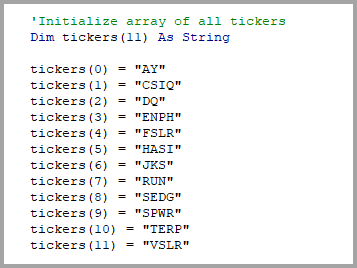 'Initialize array of all tickers
Dim tickers(11) As String
tickers(0) = "AY"
tickers(1) = "CSIQ"
tickers(2) = "DQ"
tickers(3) = "ENPH"
tickers(4) = "FSLR"
tickers(5) = "HASI"
tickers(6) = "JKS"
tickers(7) = "RUN"
tickers(8) = "SEDG"
tickers(9) = "SPWR"
tickers(10) = "TERP"
tickers(11) = "VSLR"